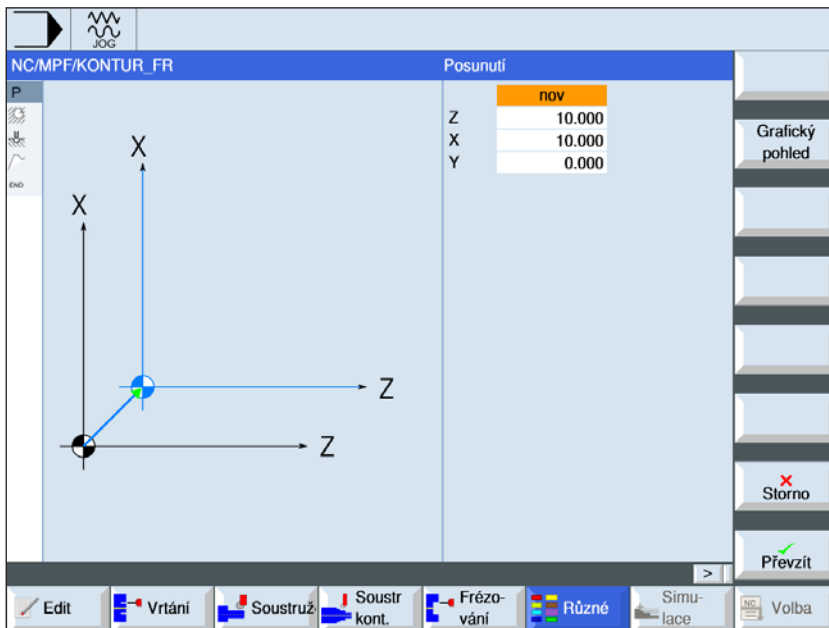 JOG
NC/MPF/KONTUR_FR
Posunutí
P
END
nov
Z 10.000
X 10.000
Y 0.000
X
X
Z
Z
Grafický
pohled
Storno
Převzít
>
Edit
Vrtání
Soustruž
Soustr
kont.
Frézo-
vání
Různé
Simu-
lace
NC
Volba